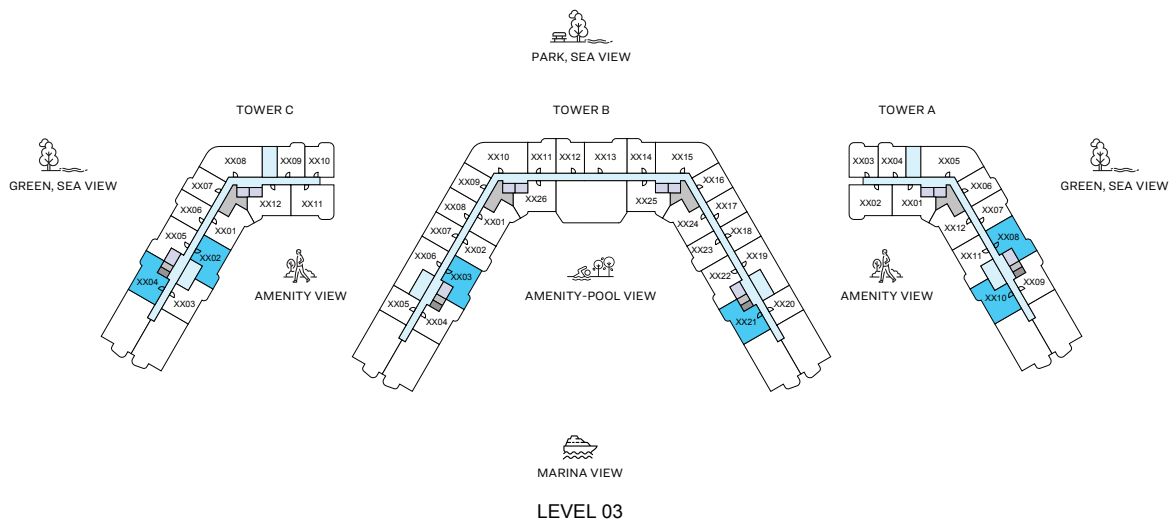 PARK, SEA VIEW
TOWER C
TOWER B
TOWER A
GREEN, SEA VIEW
GREEN, SEA VIEW
XX08
XX09
XX10
XX07
XX06
XX05
XX04
XX12
XX11
XX01
XX02
XX03
XX10
XX11
XX12
XX13
XX14
XX15
XX09
XX08
XX07
XX06
XX05
XX26
XX01
XX02
XX03
XX04
XX25
XX24
XX23
XX22
XX21
XX16
XX17
XX18
XX19
XX20
XX03
XX04
XX05
XX02
XX01
XX06
XX07
XX08
XX09
XX12
XX11
XX10
AMENITY VIEW
AMENITY-POOL VIEW
AMENITY VIEW
MARINA VIEW
LEVEL 03